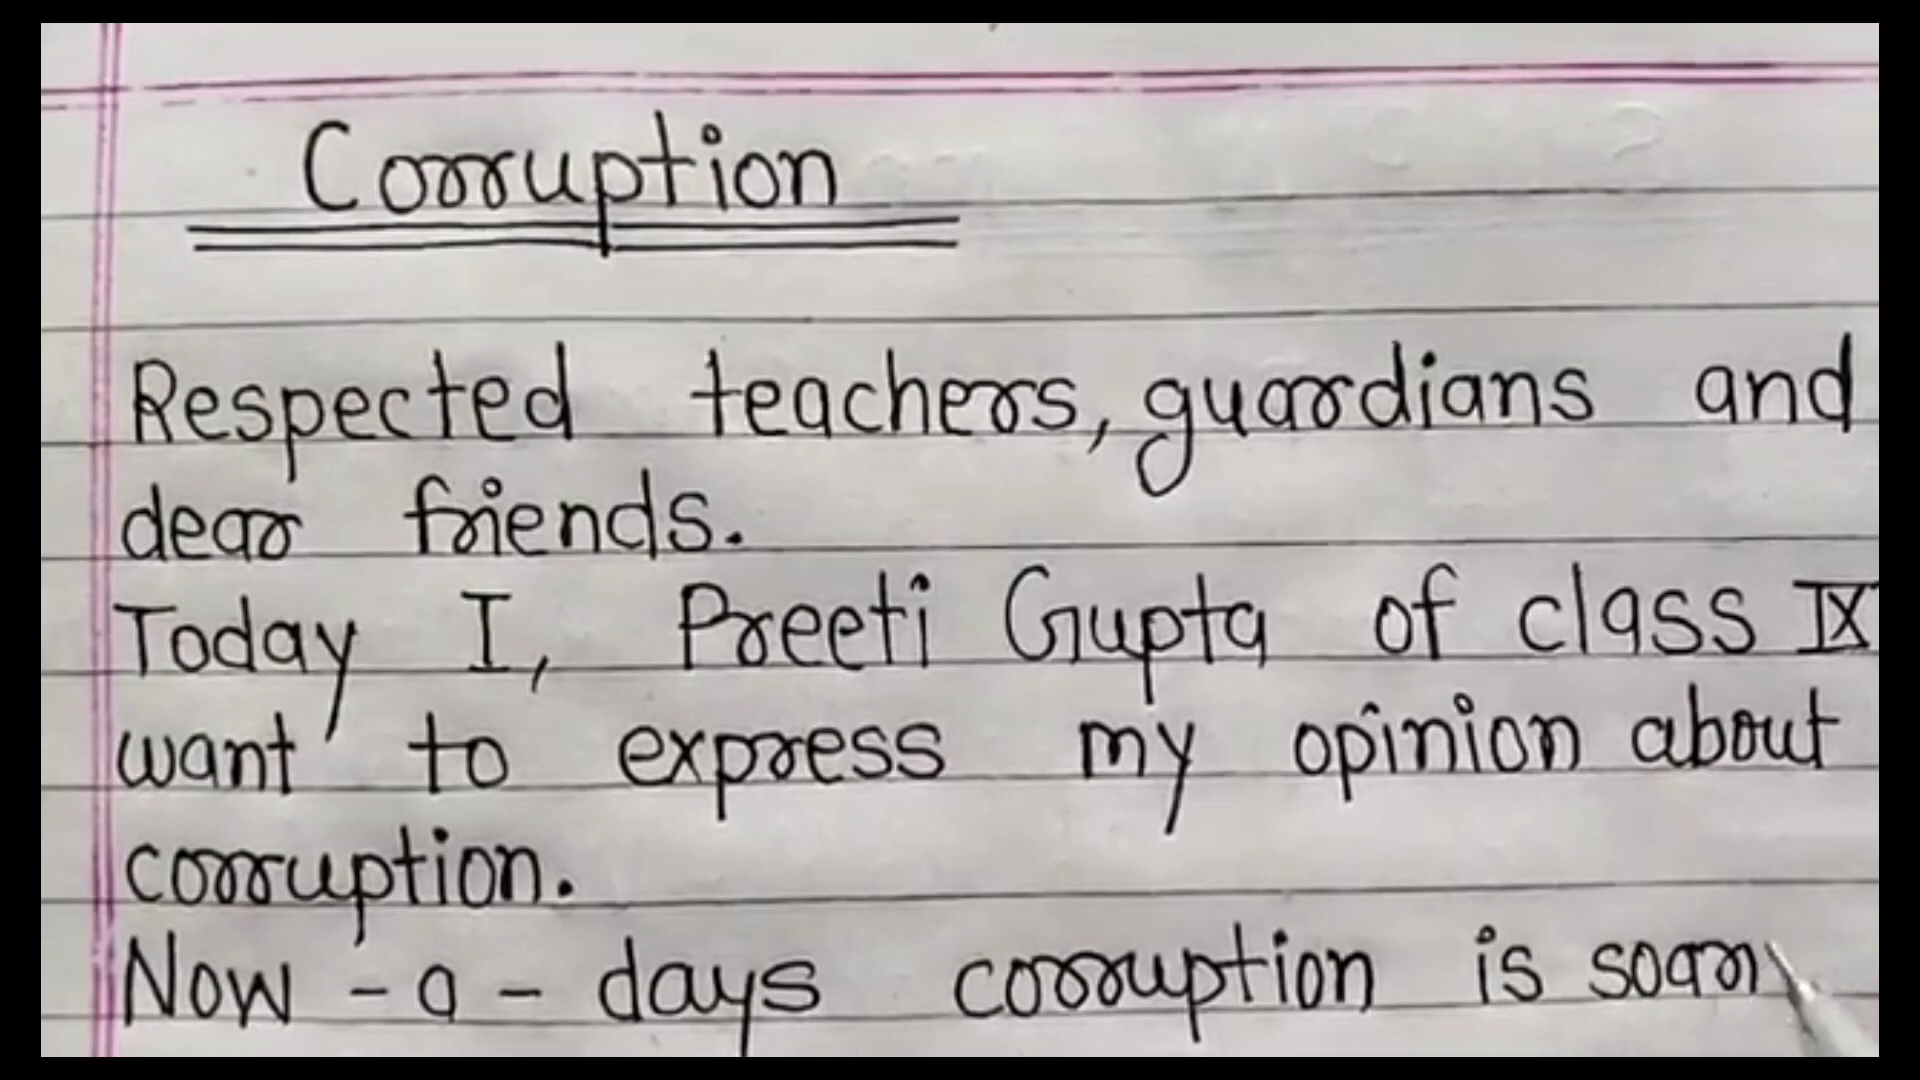 Corruption
Respected teachers, guardians and
dear friends.
Today I, Preeti Gupta of class IX
want to express my opinion about
corruption.
Now - a - days corruption is